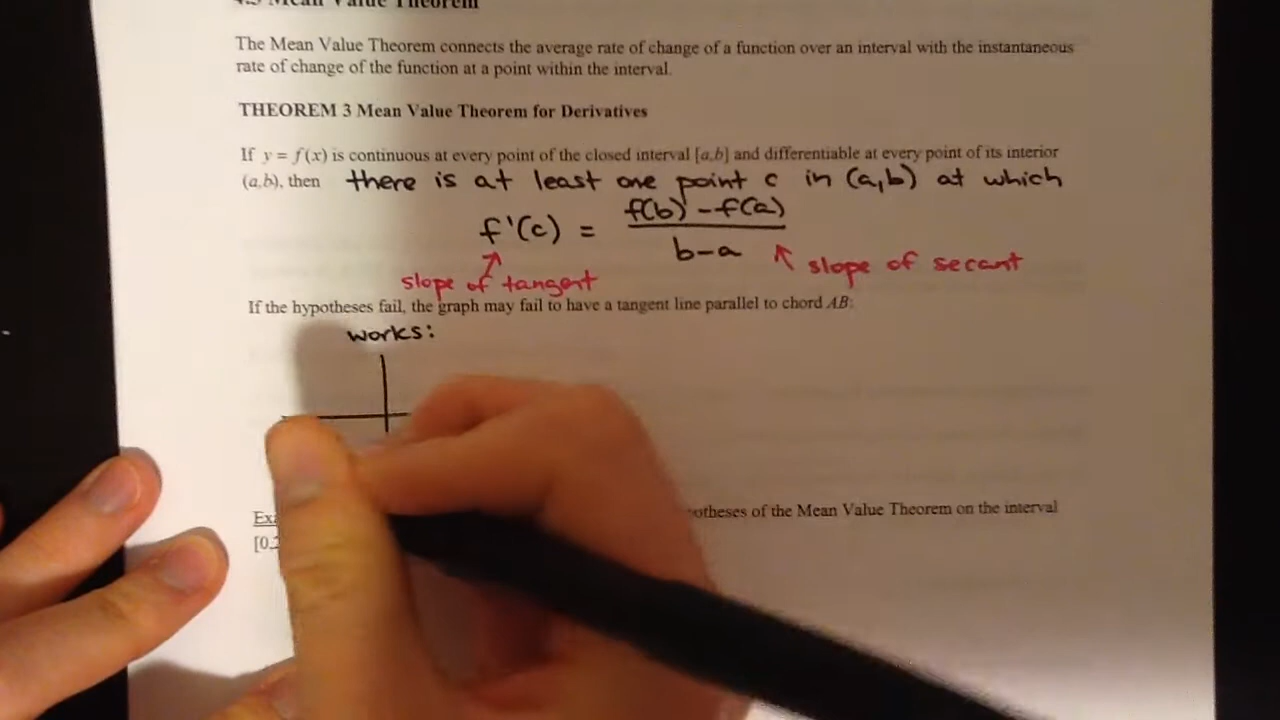 4.3 Mean Value Theorem
The Mean Value Theorem connects the average rate of change of a function over an interval with the instantaneous
rate of change of the function at a point within the interval.
THEOREM 3 Mean Value Theorem for Derivatives
If y = f(x) is continuous at every point of the closed interval [a,b] and differentiable at every point of its interior
(a,b), then there is at least one point c in (a,b) at which
f'(c) = f(b) - f(a) / b-a
slope of tangent
slope of secant
If the hypotheses fail, the graph may fail to have a tangent line parallel to chord AB:
works:
of the Mean Value Theorem on the interval